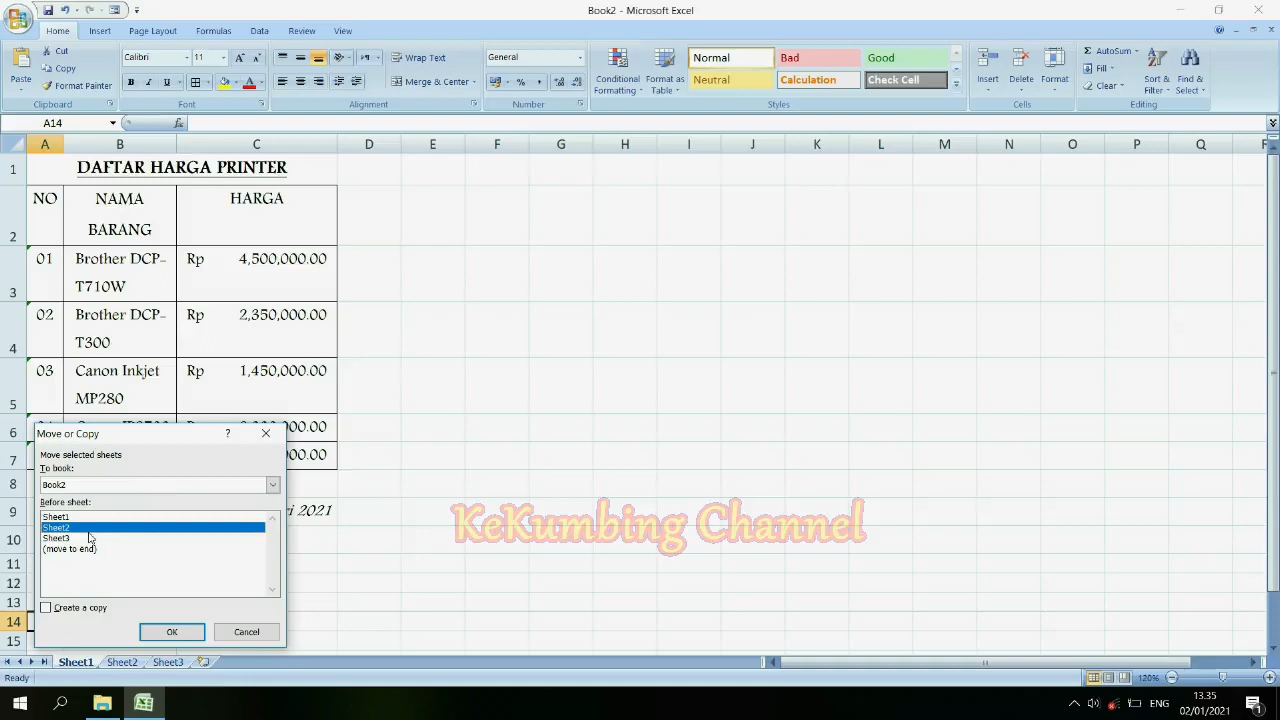 Book2 - Microsoft Excel
Home Insert Page Layout Formulas Data Review View
Paste
Cut
Copy
Format Painter
Clipboard
Calibri 11
Font
Wrap Text
Merge & Center
Alignment
General
Number
Conditional Formatting
Format as Table
Normal Bad Good
Neutral Calculation Check Cell
Styles
Insert Delete Format
Cells
AutoSum
Fill
Clear
Sort & Filter
Find & Select
Editing
A14
A B C D E F G H I J K L M N O P Q
1 DAFTAR HARGA PRINTER
2 NO NAMA BARANG HARGA
3 01 Brother DCP-T710W Rp 4,500,000.00
4 02 Brother DCP-T300 Rp 2,350,000.00
5 03 Canon Inkjet MP280 Rp 1,450,000.00
6
7
8
9 2021
10
11
12
13
14
15
Move or Copy
Move selected sheets
To book:
Book2
Before sheet:
Sheet1
Sheet2
Sheet3
(move to end)
Create a copy
OK Cancel
KeKumbing Channel
Sheet1 Sheet2 Sheet3
Ready
120%
ENG
13.35
02/01/2021